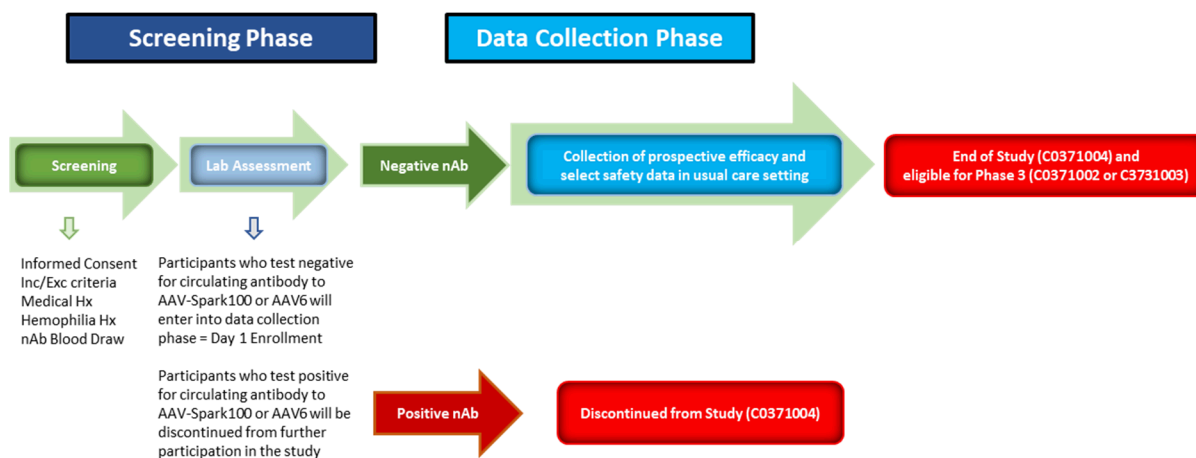 Screening Phase
Data Collection Phase
Screening
Lab Assessment
Negative nAb
Collection of prospective efficacy and
select safety data in usual care setting
End of Study (C0371004) and
eligible for Phase 3 (C0371002 or C3731003)
Informed Consent
Inc/Exc criteria
Medical Hx
Hemophilia Hx
nAb Blood Draw
Participants who test negative
for circulating antibody to
AAV-Spark100 or AAV6 will
enter into data collection
phase = Day 1 Enrollment
Participants who test positive
for circulating antibody to
AAV-Spark100 or AAV6 will be
discontinued from further
participation in the study
Positive nAb
Discontinued from Study (C0371004)